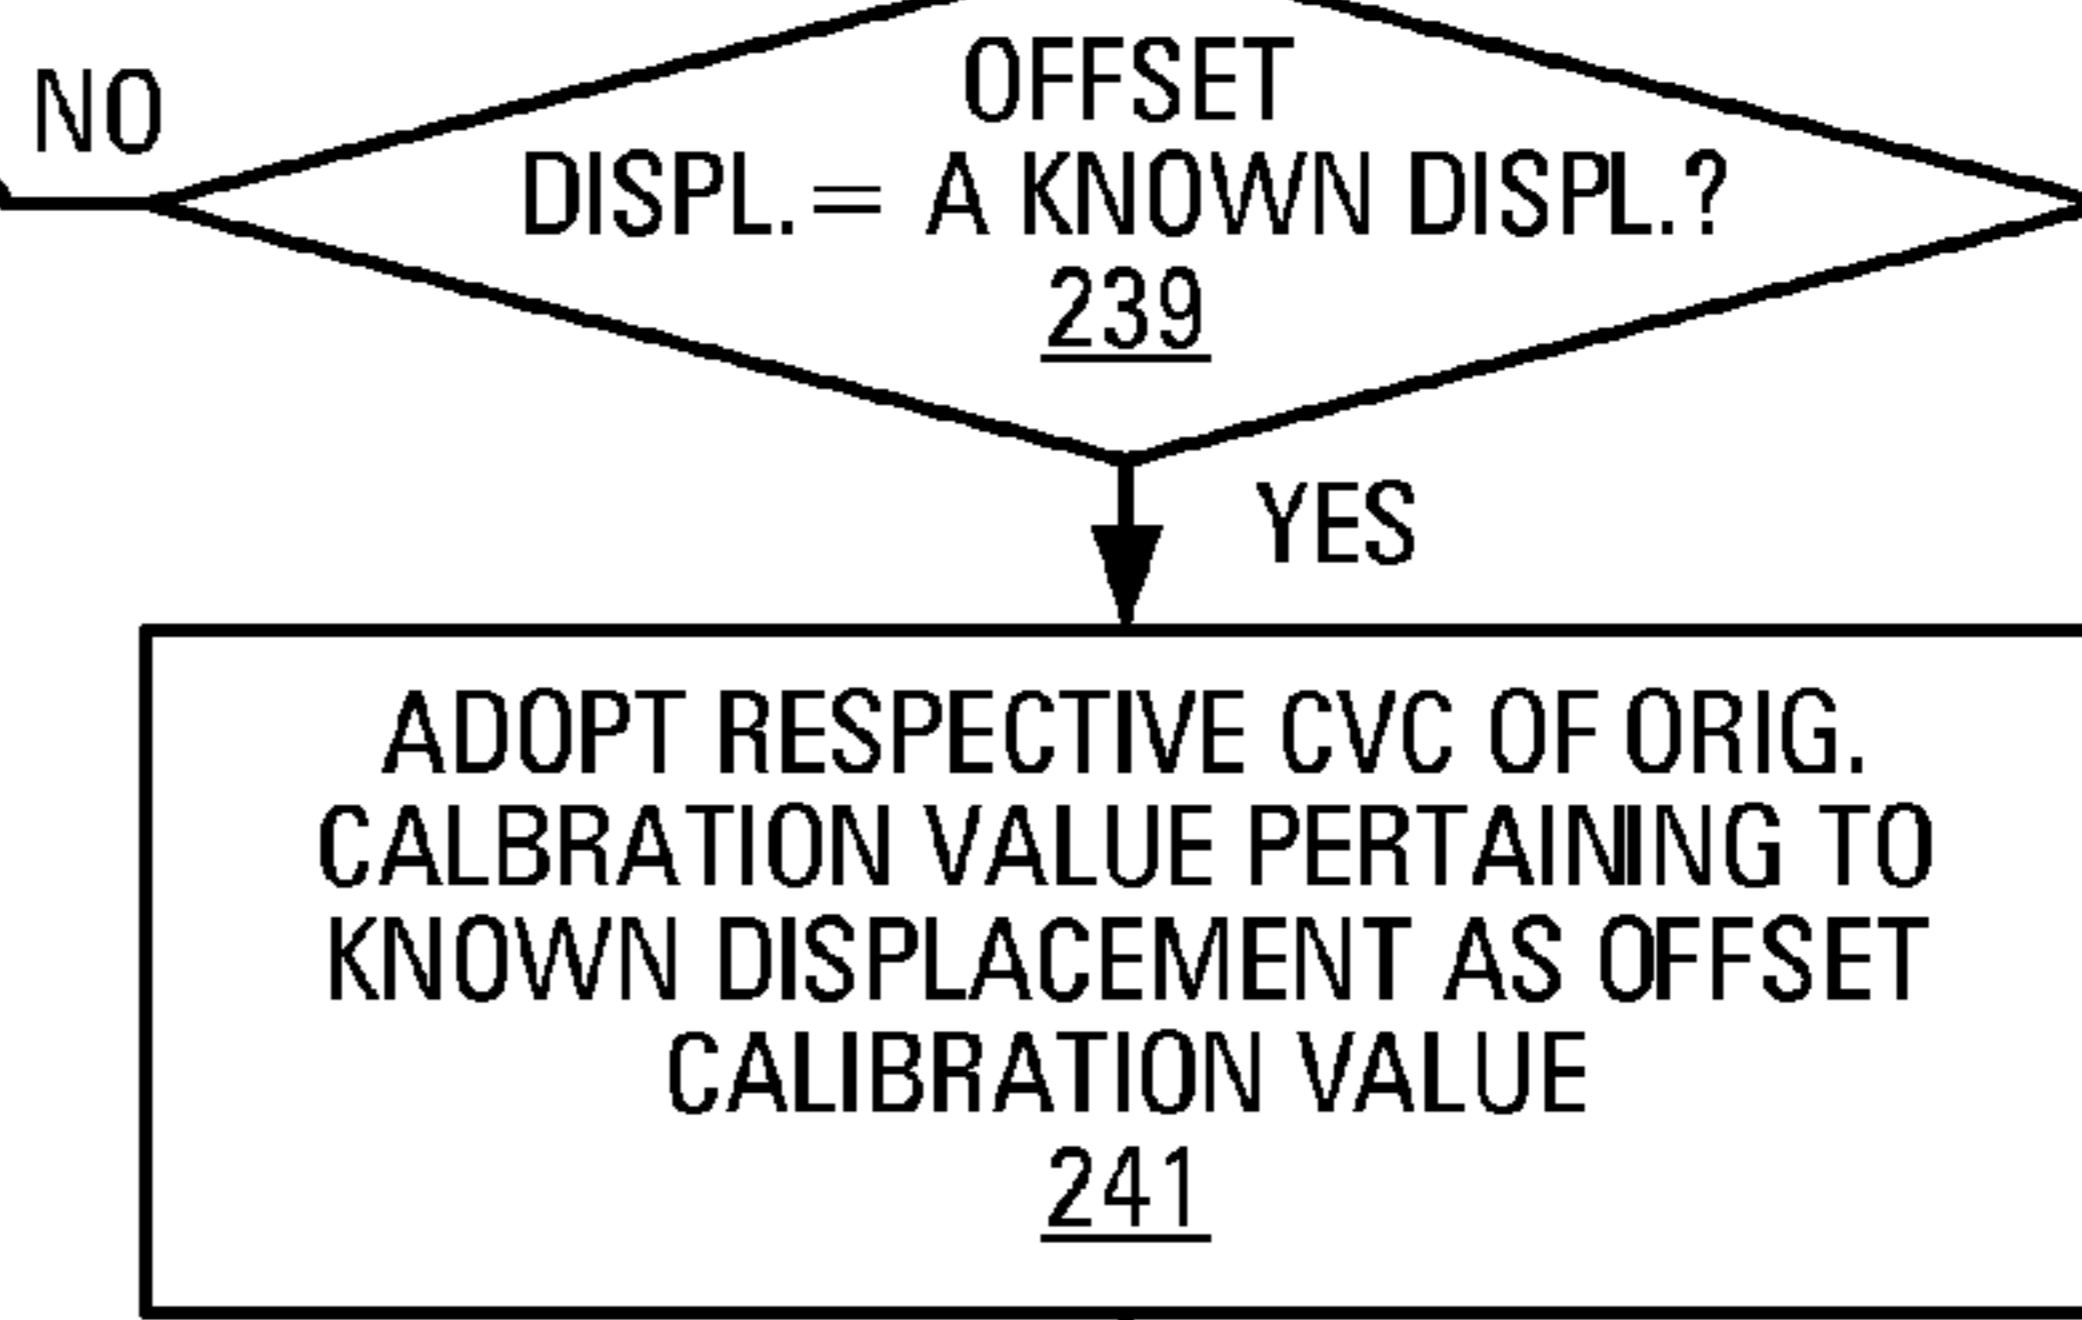 NO
OFFSET
DISPL. = A KNOWN DISPL.?
239
YES
ADOPT RESPECTIVE CVC OF ORIG.
CALBRATION VALUE PERTAINING TO
KNOWN DISPLACEMENT AS OFFSET
CALIBRATION VALUE
241